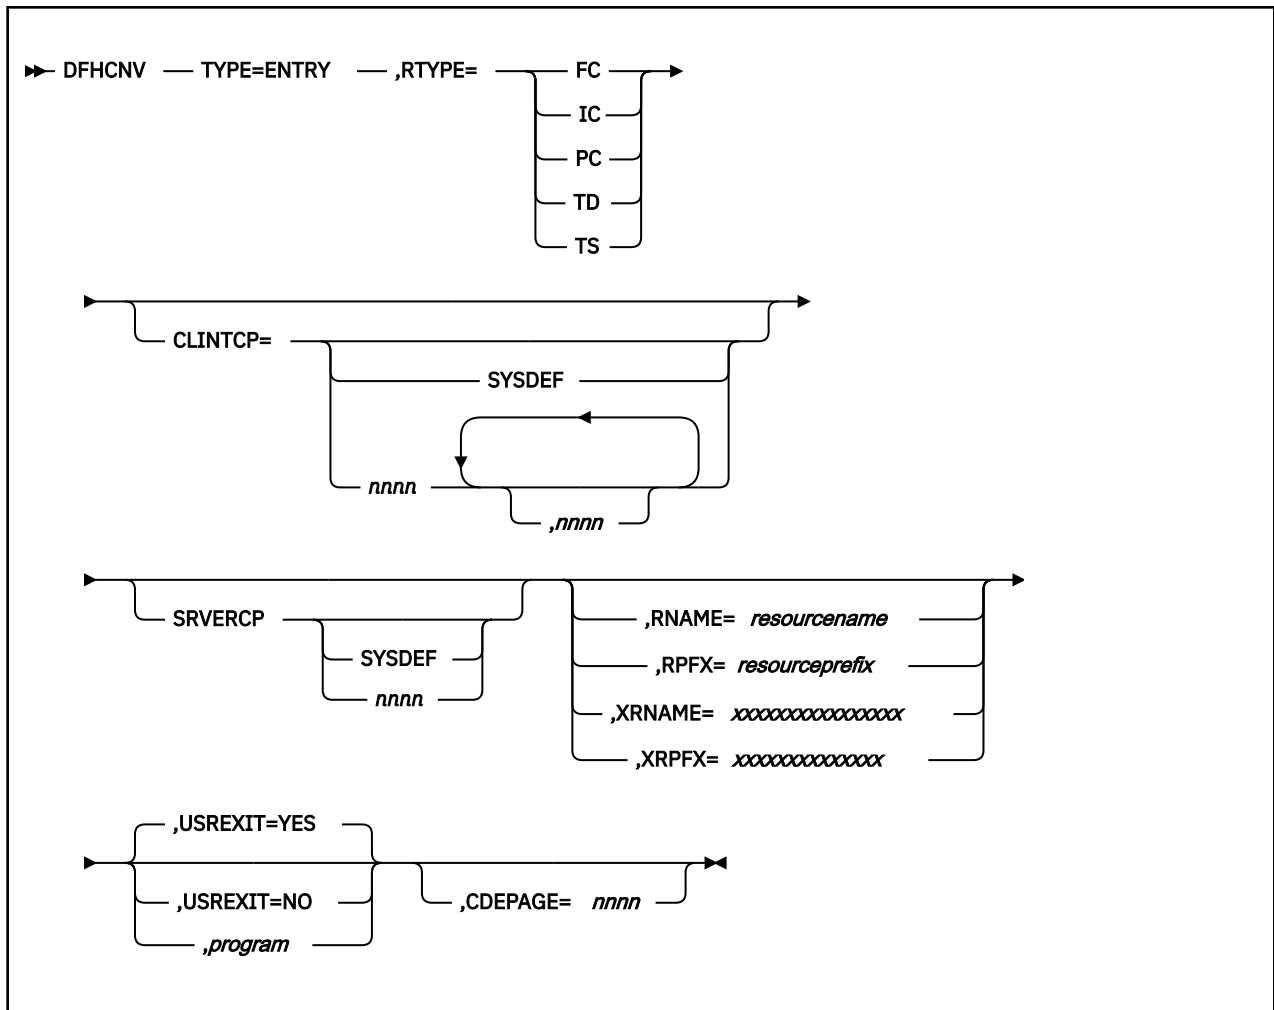 DFHCNV TYPE=ENTRY ,RTYPE= FC
IC
PC
TD
TS
CLINTCP=
SYSDEF
nnnn
,nnnn
SRVERCP
SYSDEF
nnnn
,RNAME= resourcename
,RPFX= resourceprefix
,XRNAME= xxxxxxxxxxxxxxxx
,XRPFX= xxxxxxxxxxxxxx
,USREXIT=YES
,USREXIT=NO
,program
,CDEPAGE= nnnn